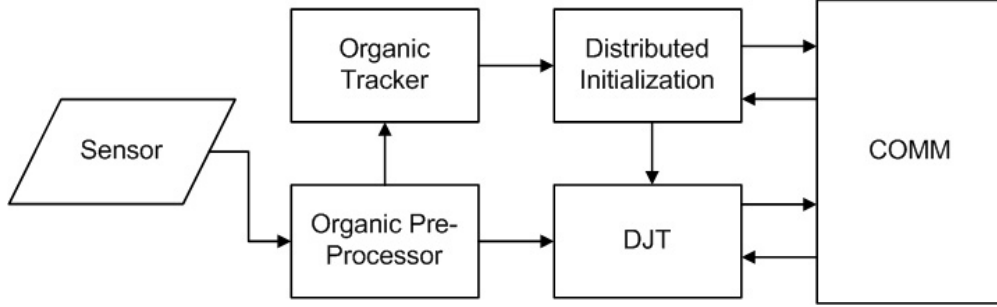 Organic
Tracker
Distributed
Initialization
Sensor
COMM
Organic Pre-
Processor
DJT